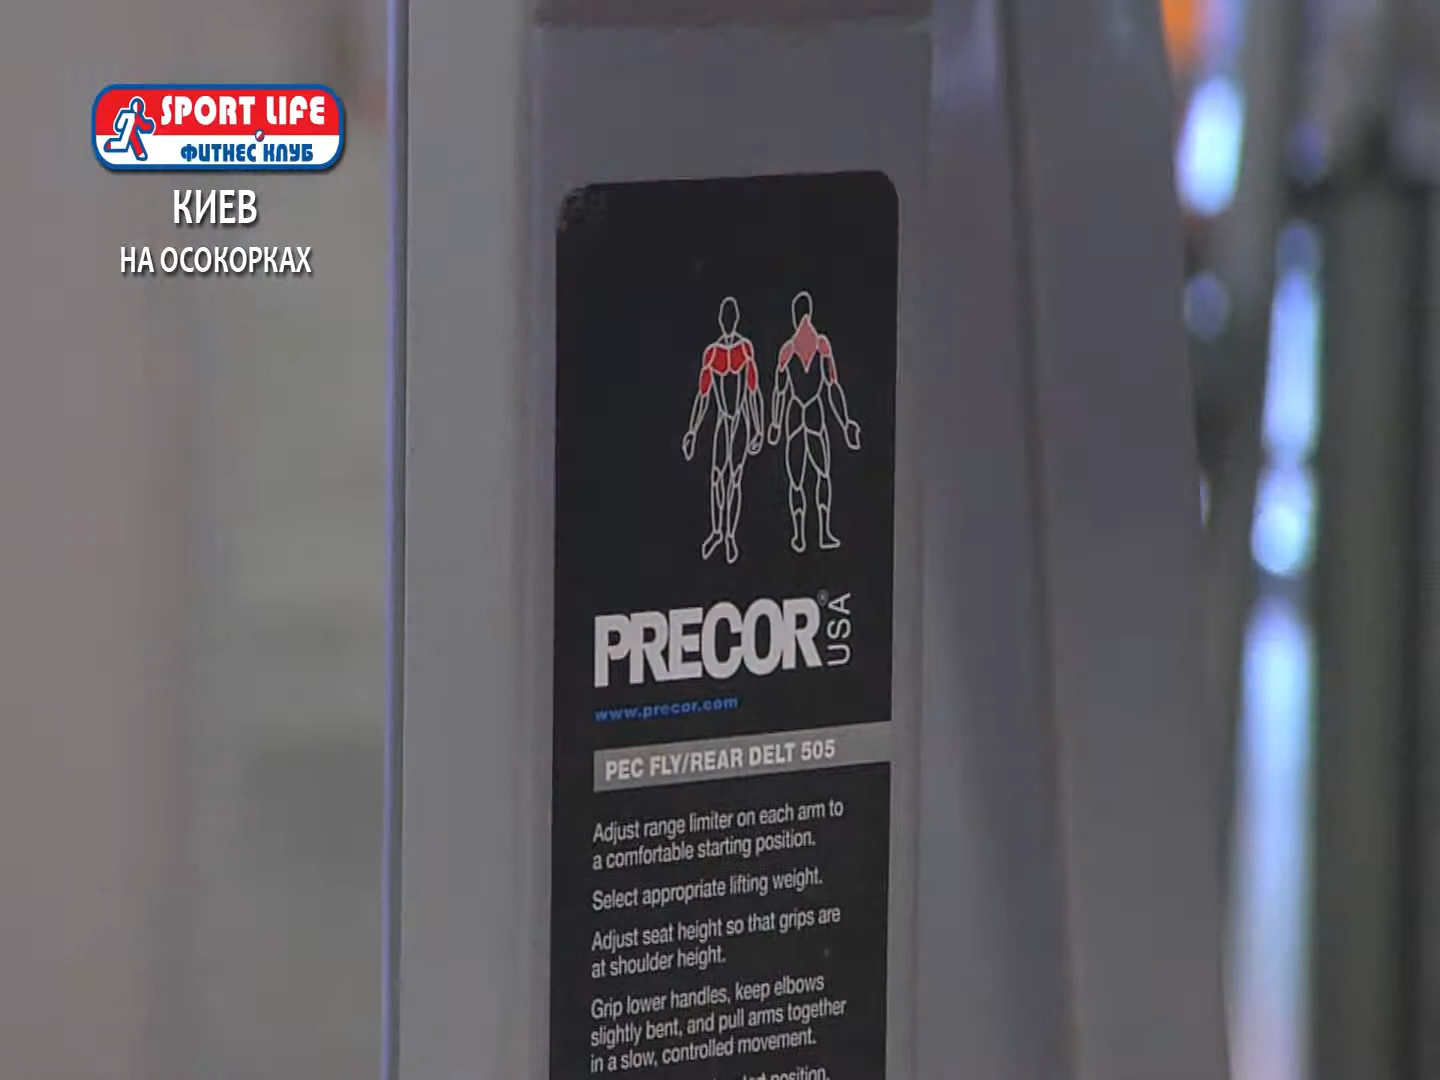 SPORT LIFE
ФИТНЕС КЛУБ
КИЕВ
НА ОСОКОРКАХ
PRECOR® USA
www.precor.com
PEC FLY/REAR DELT 505
Adjust range limiter on each arm to
a comfortable starting position.
Select appropriate lifting weight.
Adjust seat height so that grips are
at shoulder height.
Grip lower handles, keep elbows
slightly bent, and pull arms together
in a slow, controlled movement.
position.